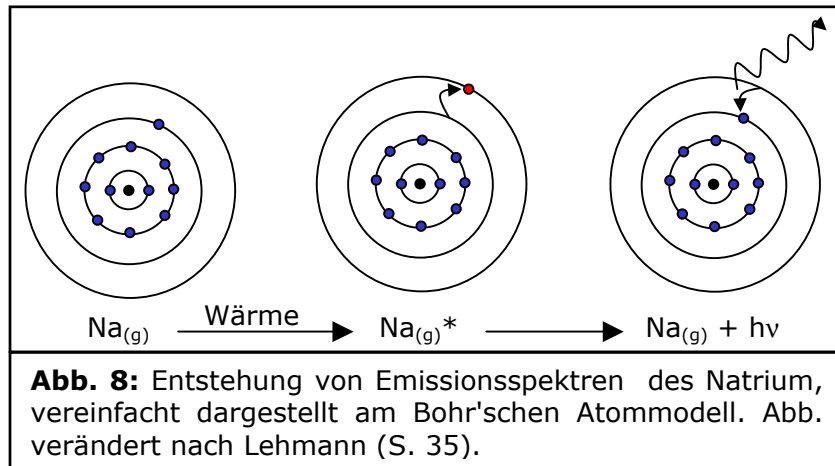 Wärme
Na(g) Na(g)* Na(g) + hν
Abb. 8: Entstehung von Emissionsspektren des Natrium,
vereinfacht dargestellt am Bohr'schen Atommodell. Abb.
verändert nach Lehmann (S. 35).